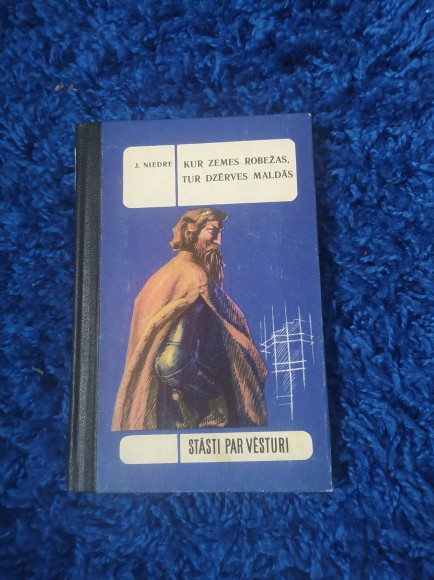 J. NIEDRE
KUR ZEMES ROBEŽAS,
TUR DZĒRVES MALDĀS
STĀSTI PAR VĒSTURI